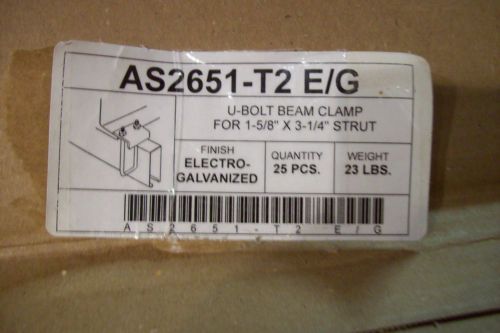 AS2651-T2 E/G
U-BOLT BEAM CLAMP
FOR 1-5/8" X 3-1/4" STRUT
FINISH
ELECTRO-
GALVANIZED
QUANTITY
25 PCS.
WEIGHT
23 LBS.
AS2651-T2 E/G